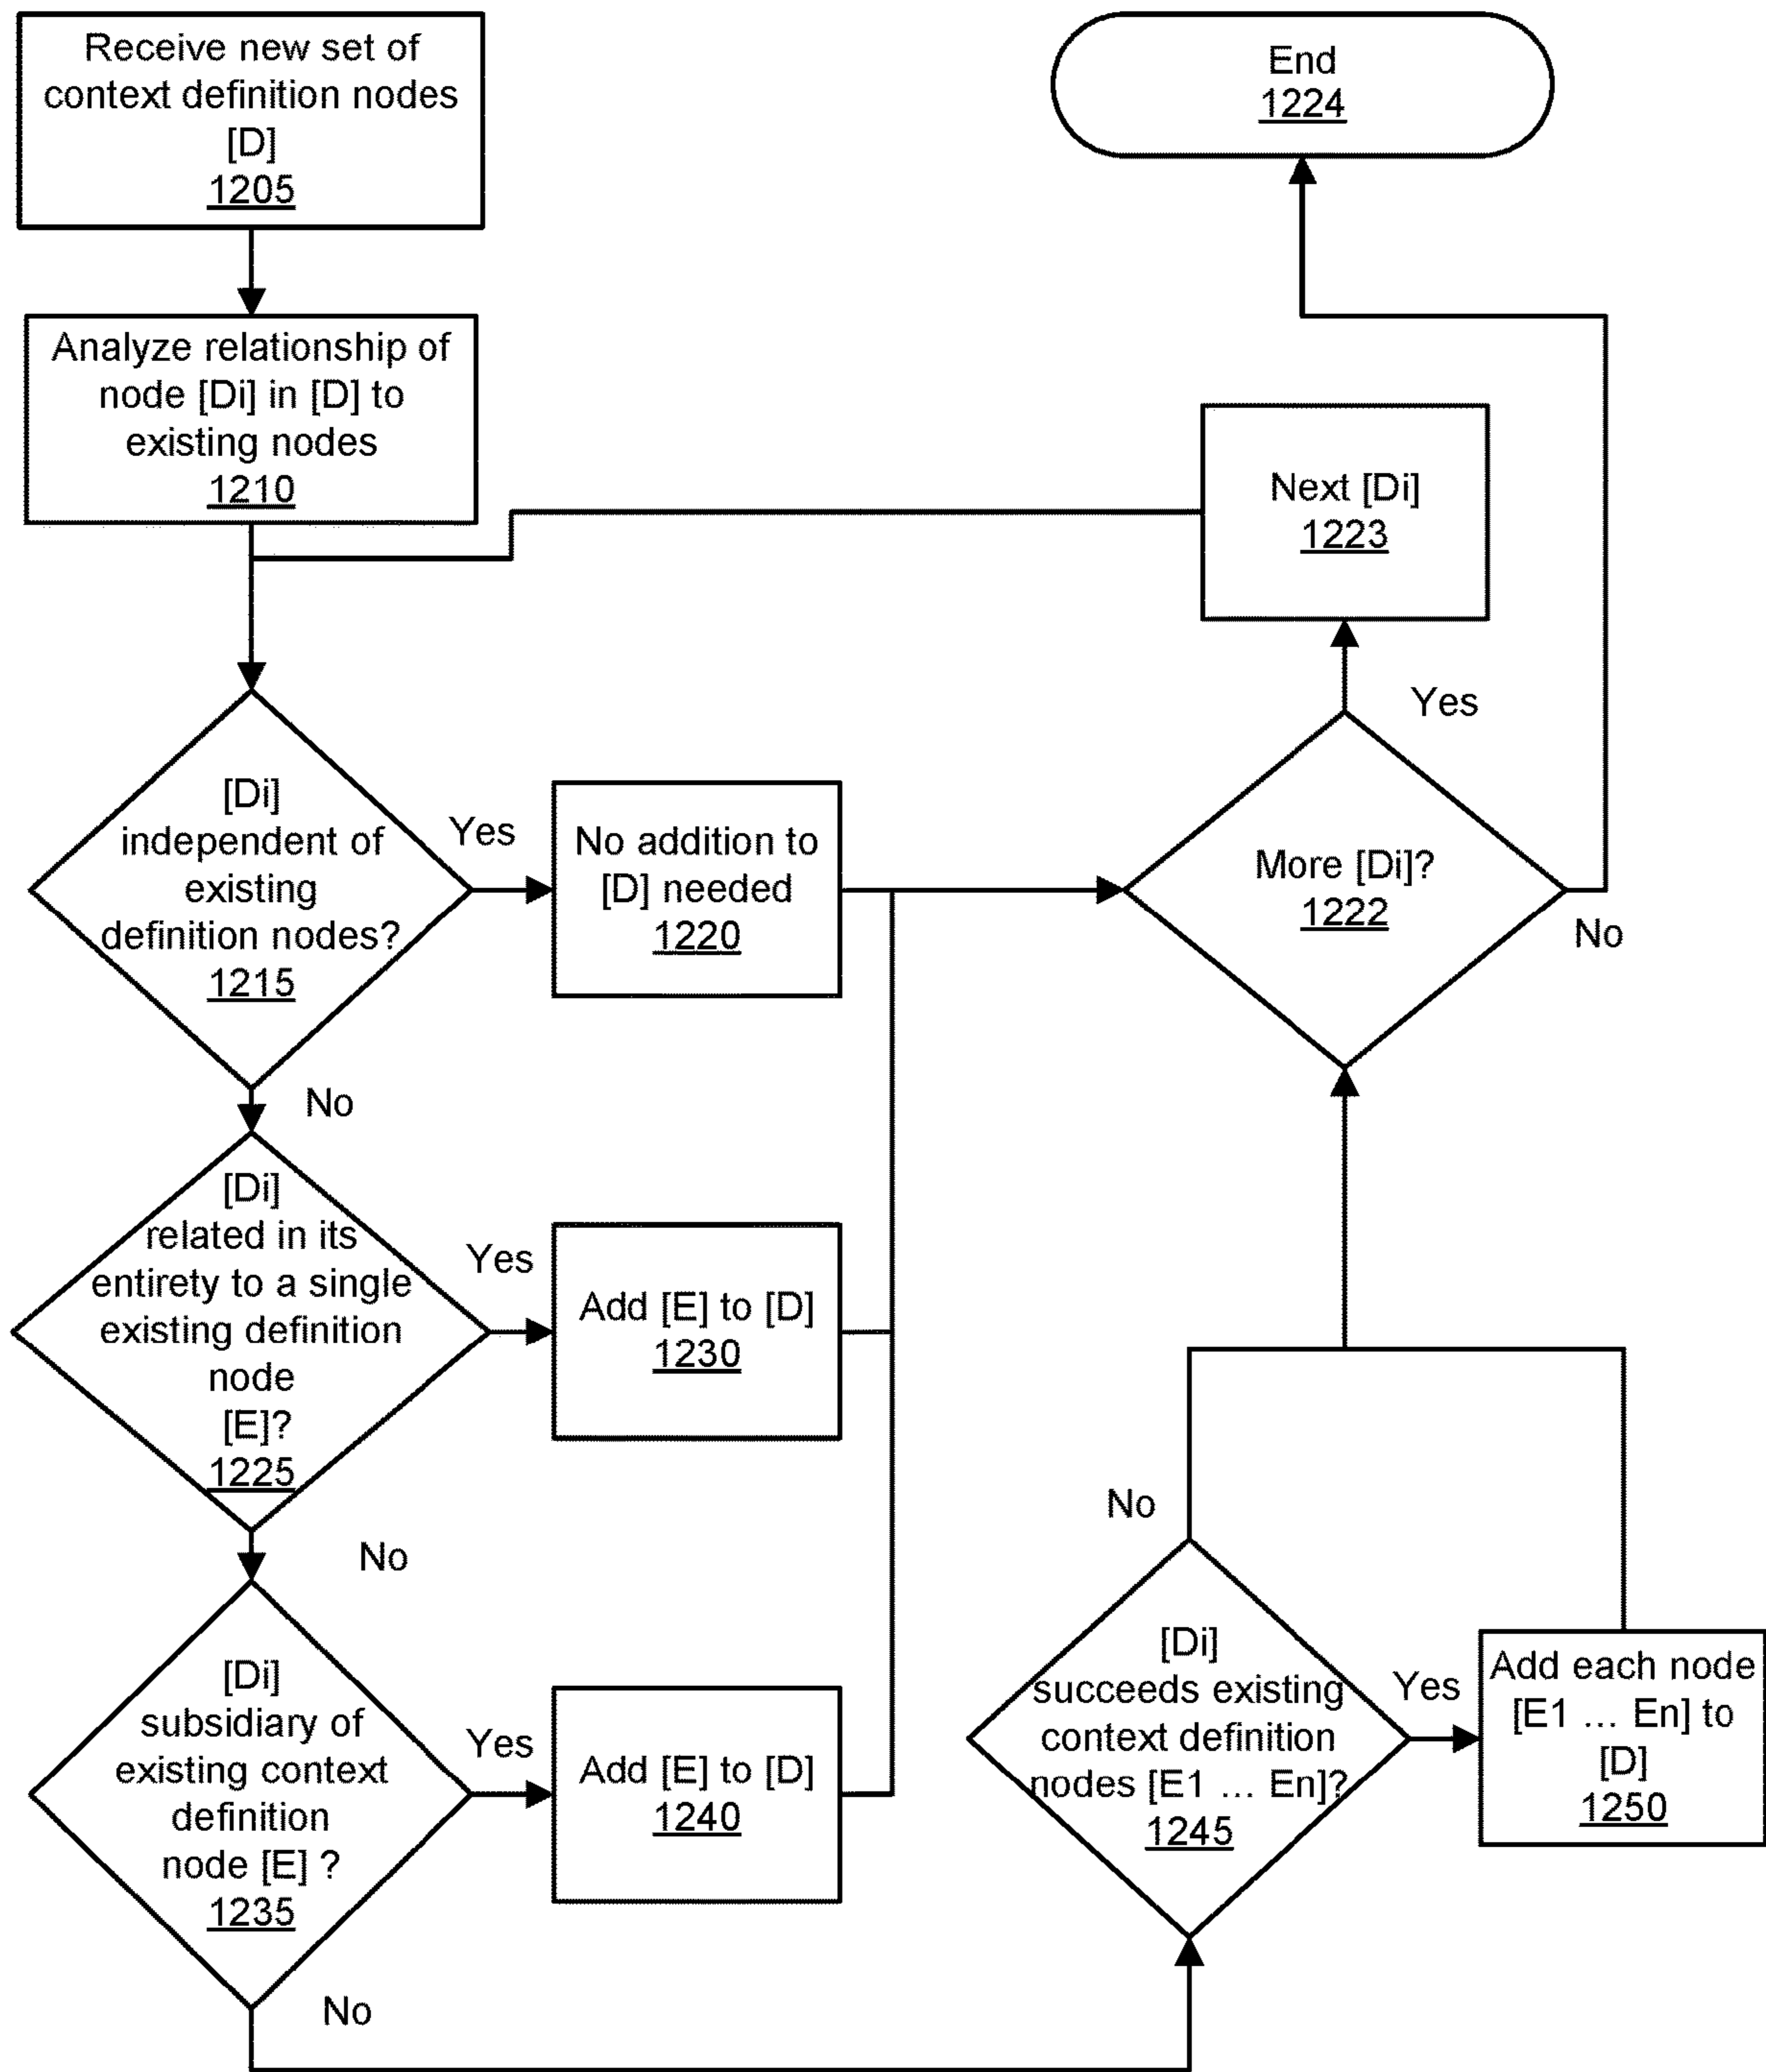 Receive new set of
context definition nodes
[D]
1205
End
1224
Analyze relationship of
node [Di] in [D] to
existing nodes
1210
Next [Di]
1223
Yes
[Di]
independent of
existing
definition nodes?
1215
Yes
No addition to
[D] needed
1220
More [Di]?
1222
No
No
[Di]
related in its
entirety to a single
existing definition
node
[E]?
1225
Yes
Add [E] to [D]
1230
No
[Di]
subsidiary of
existing context
definition
node [E] ?
1235
Yes
Add [E] to [D]
1240
No
No
[Di]
succeeds existing
context definition
nodes [E1 ... En]?
1245
Yes
Add each node
[E1 ... En] to
[D]
1250